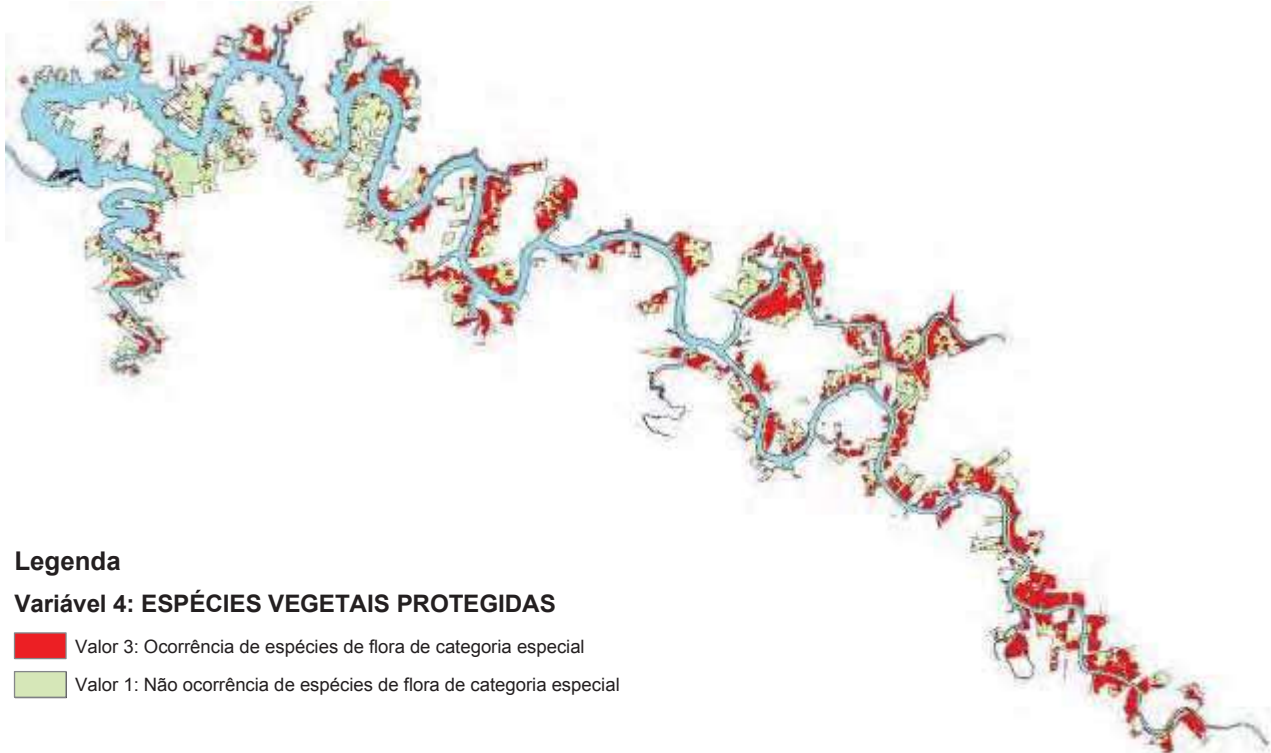 Legenda
Variável 4: ESPÉCIES VEGETAIS PROTEGIDAS
Valor 3: Ocorrência de espécies de flora de categoria especial
Valor 1: Não ocorrência de espécies de flora de categoria especial